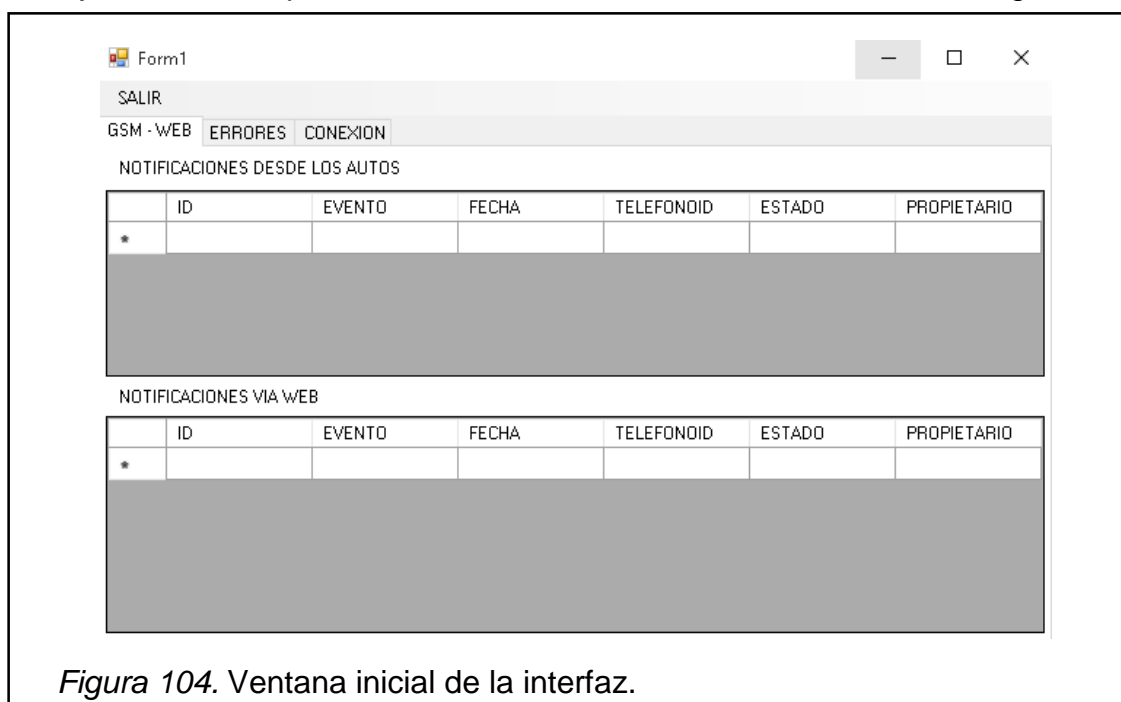 Form1
SALIR
GSM - WEB ERRORES CONEXION
NOTIFICACIONES DESDE LOS AUTOS
ID EVENTO FECHA TELEFONOID ESTADO PROPIETARIO
*
NOTIFICACIONES VIA WEB
ID EVENTO FECHA TELEFONOID ESTADO PROPIETARIO
*
Figura 104. Ventana inicial de la interfaz.